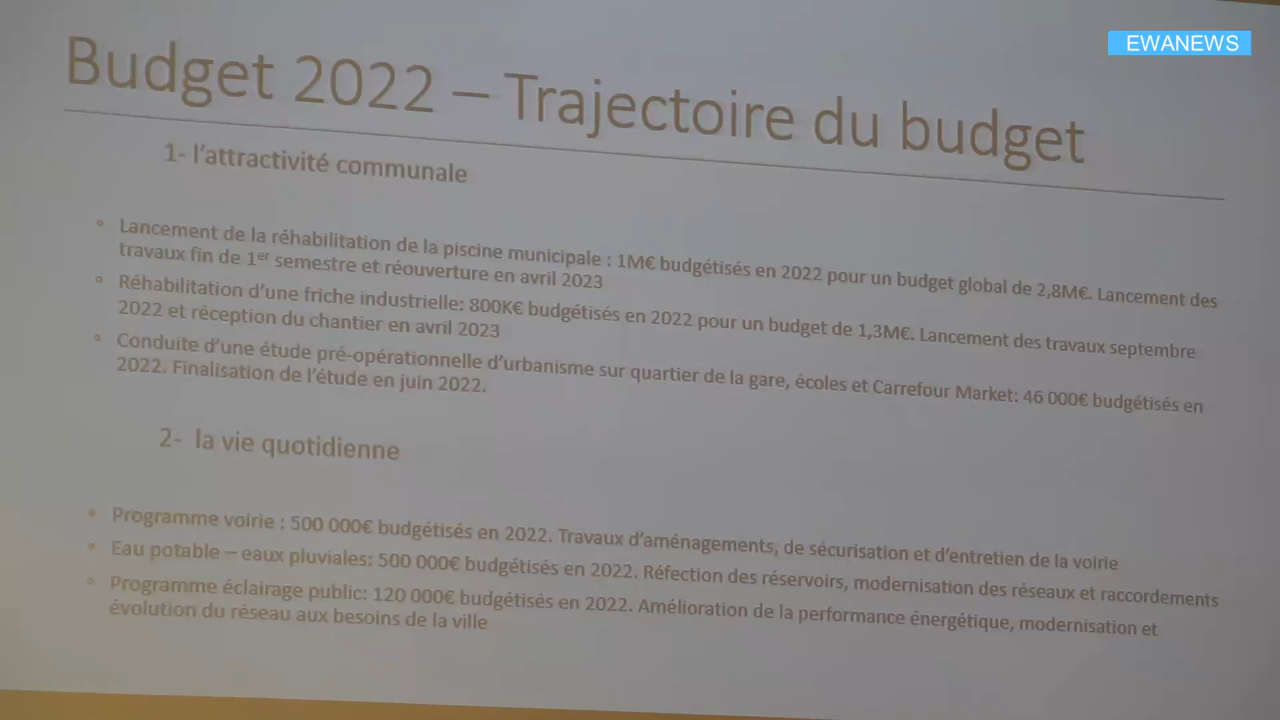 EWANEWS
Budget 2022 – Trajectoire du budget
1- l'attractivité communale
Lancement de la réhabilitation de la piscine municipale : 1M€ budgétisés en 2022 pour un budget global de 2,8M€. Lancement des
travaux fin de 1er semestre et réouverture en avril 2023
Réhabilitation d'une friche industrielle: 800K€ budgétisés en 2022 pour un budget de 1,3M€. Lancement des travaux septembre
2022 et réception du chantier en avril 2023
Conduite d'une étude pré-opérationnelle d'urbanisme sur quartier de la gare, écoles et Carrefour Market: 46 000€ budgétisés en
2022. Finalisation de l'étude en juin 2022.
2- la vie quotidienne
Programme voirie : 500 000€ budgétisés en 2022. Travaux d'aménagements, de sécurisation et d'entretien de la voirie
Eau potable – eaux pluviales: 500 000€ budgétisés en 2022. Réfection des réservoirs, modernisation des réseaux et raccordements
Programme éclairage public: 120 000€ budgétisés en 2022. Amélioration de la performance énergétique, modernisation et
évolution du réseau aux besoins de la ville